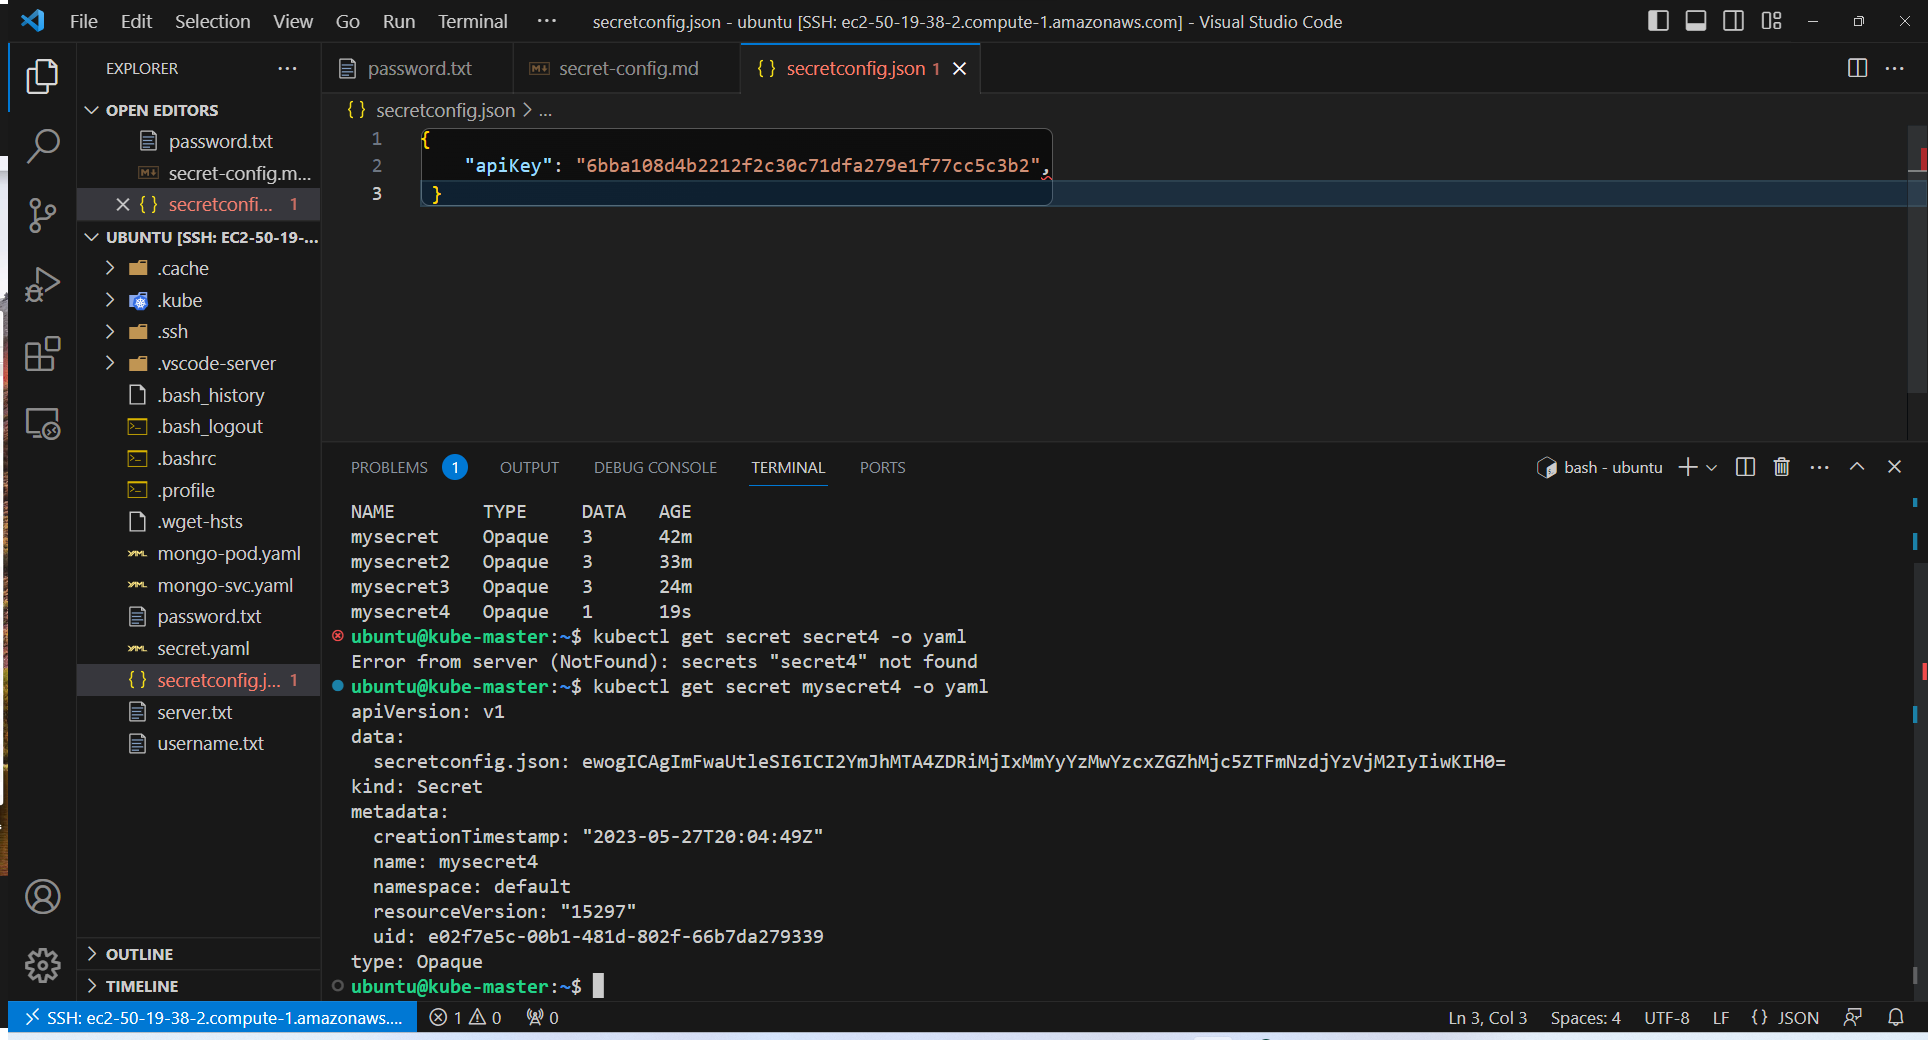 File Edit Selection View Go Run Terminal ··· secretconfig.json - ubuntu [SSH: ec2-50-19-38-2.compute-1.amazonaws.com] - Visual Studio Code
EXPLORER ···
OPEN EDITORS
password.txt
secret-config.m...
secretconfi... 1
UBUNTU [SSH: EC2-50-19-...
.cache
.kube
.ssh
.vscode-server
.bash_history
.bash_logout
.bashrc
.profile
.wget-hsts
mongo-pod.yaml
mongo-svc.yaml
password.txt
secret.yaml
secretconfig.j... 1
server.txt
username.txt
OUTLINE
TIMELINE
password.txt secret-config.md {} secretconfig.json 1
{} secretconfig.json > ...
1 {
2 "apiKey": "6bba108d4b2212f2c30c71dfa279e1f77cc5c3b2",
3 }
PROBLEMS 1 OUTPUT DEBUG CONSOLE TERMINAL PORTS bash - ubuntu
NAME TYPE DATA AGE
mysecret Opaque 3 42m
mysecret2 Opaque 3 33m
mysecret3 Opaque 3 24m
mysecret4 Opaque 1 19s
ubuntu@kube-master:~$ kubectl get secret secret4 -o yaml
Error from server (NotFound): secrets "secret4" not found
ubuntu@kube-master:~$ kubectl get secret mysecret4 -o yaml
apiVersion: v1
data:
secretconfig.json: ewogICAgImFwaUtleSI6ICI2YmJhMTA4ZDRiMjIxMmYyYzMwYzcxZGZhMjc5ZTFmNzdjYzVjM2IyIiwKIH0=
kind: Secret
metadata:
creationTimestamp: "2023-05-27T20:04:49Z"
name: mysecret4
namespace: default
resourceVersion: "15297"
uid: e02f7e5c-00b1-481d-802f-66b7da279339
type: Opaque
ubuntu@kube-master:~$
SSH: ec2-50-19-38-2.compute-1.amazonaws.... 1 0 0 Ln 3, Col 3 Spaces: 4 UTF-8 LF {} JSON